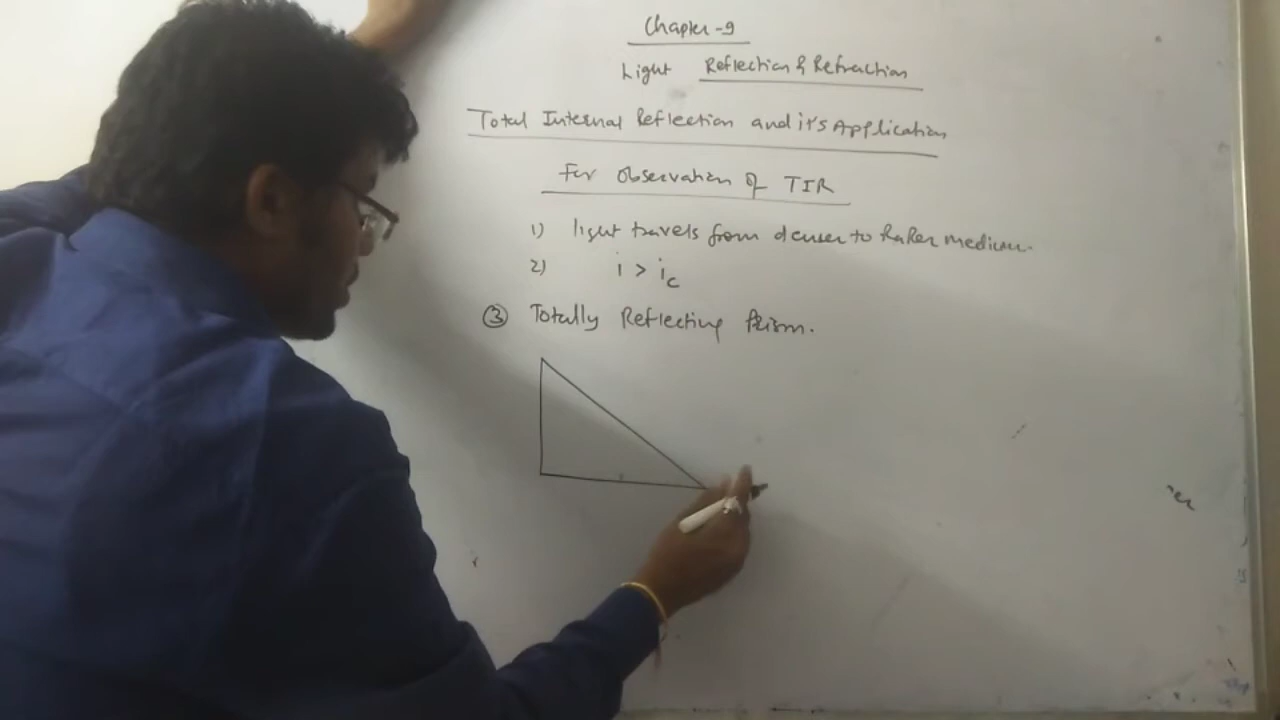 Chapter-9
Light Reflection & Refraction
Total Internal Reflection and it's Application
For Observation of TIR
1) light travels from denser to Rarer medium.
2) i > ic
③ Totally Reflecting Prism.